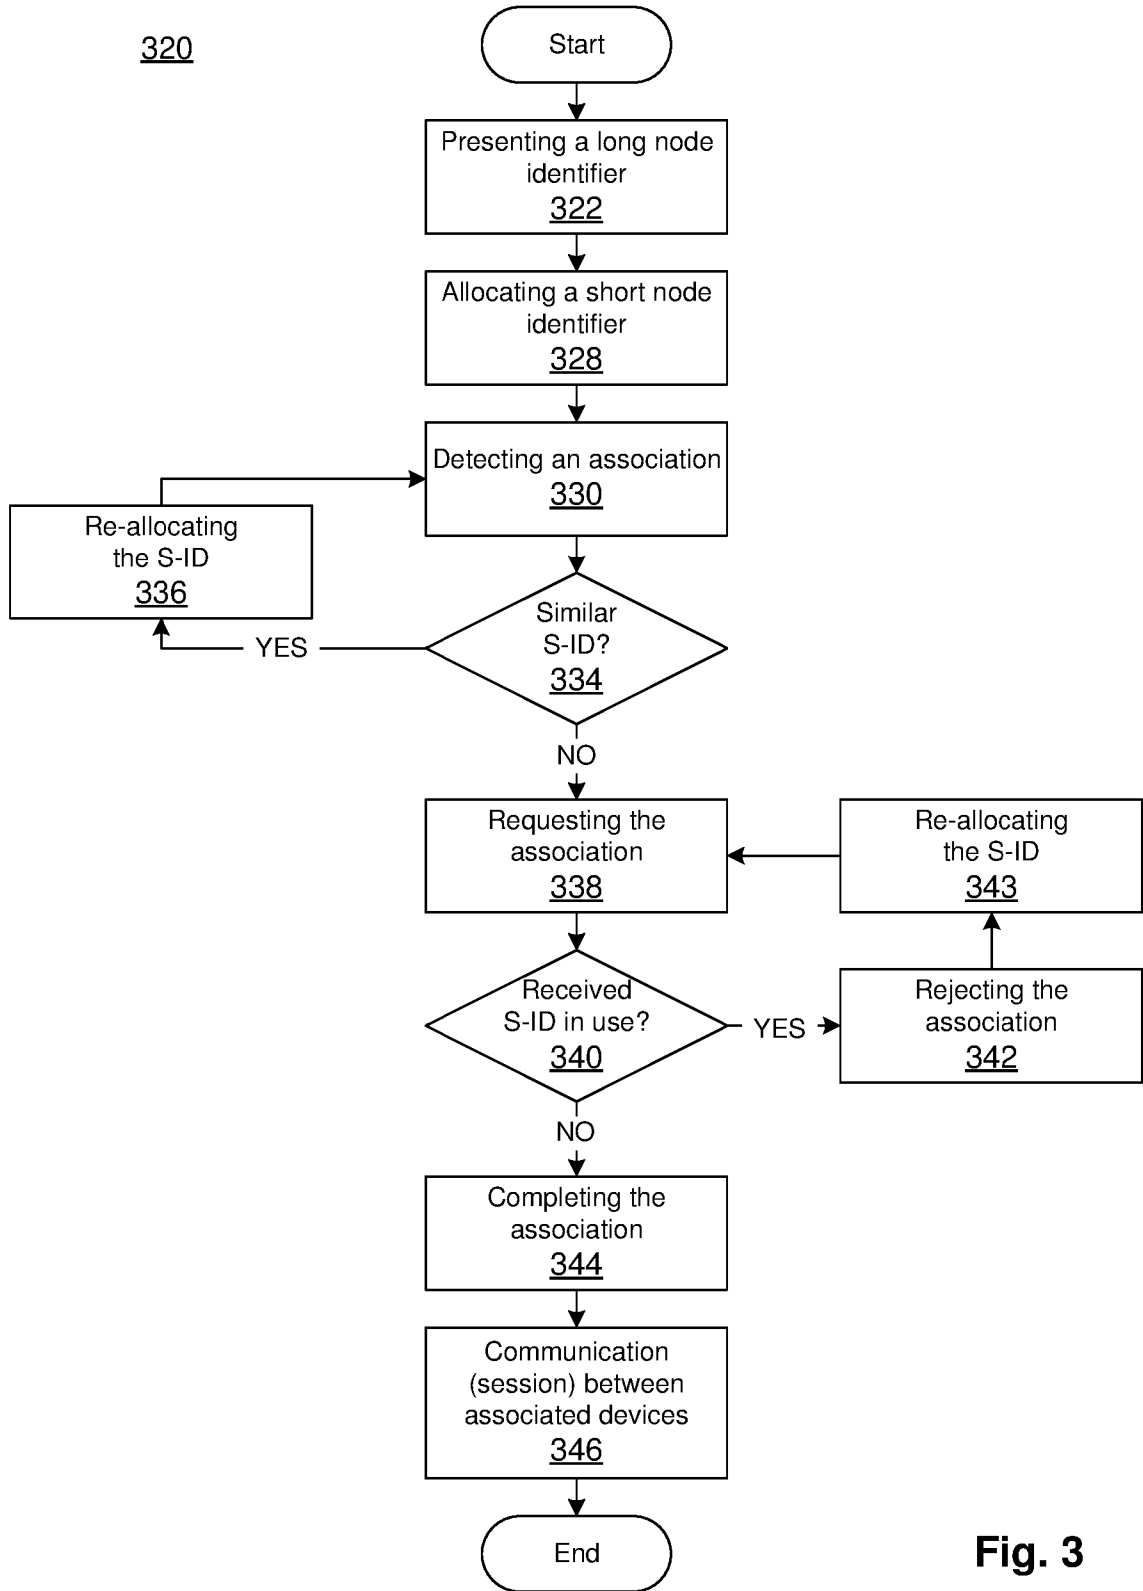 320
Start
Presenting a long node
identifier
322
Allocating a short node
identifier
328
Detecting an association
330
Re-allocating
the S-ID
336
Similar
S-ID?
334
YES
NO
Requesting the
association
338
Re-allocating
the S-ID
343
Received
S-ID in use?
340
YES
Rejecting the
association
342
NO
Completing the
association
344
Communication
(session) between
associated devices
346
End
Fig. 3